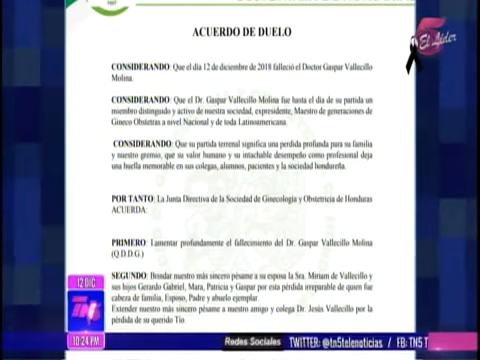 1997
ACUERDO DE DUELO
El Líder
CONSIDERANDO: Que el día 12 de diciembre de 2018 falleció el Doctor Gaspar Vallecillo
Molina.
CONSIDERANDO: Que el Dr. Gaspar Vallecillo Molina fue hasta el día de su partida un
miembro distinguido y activo de nuestra sociedad, expresidente, Maestro de generaciones de
Gineco Obstetras a nivel Nacional y de toda Latinoamerica.
CONSIDERANDO: Que su partida terrenal significa una perdida profunda para su familia
y nuestro gremio, que su valor humano y su intachable desempeño como profesional deja
una huella memorable en sus colegas, alumnos, pacientes y la sociedad hondureña.
POR TANTO: La Junta Directiva de la Sociedad de Ginecología y Obstetricia de Honduras
ACUERDA:
PRIMERO: Lamentar profundamente el fallecimiento del Dr. Gaspar Vallecillo Molina
(Q.D.D.G.)
SEGUNDO: Brindar nuestro más sincero pésame a su esposa la Sra. Miriam de Vallecillo y
sus hijos Gerardo Gabriel, Mara, Patricia y Gaspar por esta pérdida irreparable de quien fue
cabeza de familia, Esposo, Padre y abuelo ejemplar.
Extender nuestro más sincero pésame a nuestro amigo y colega Dr. Jesús Vallecillo por la
pérdida de su querido Tío.
12 DIC
10:24 PM
Redes Sociales TWITTER: @tn5telenoticias / FB: TN5 T